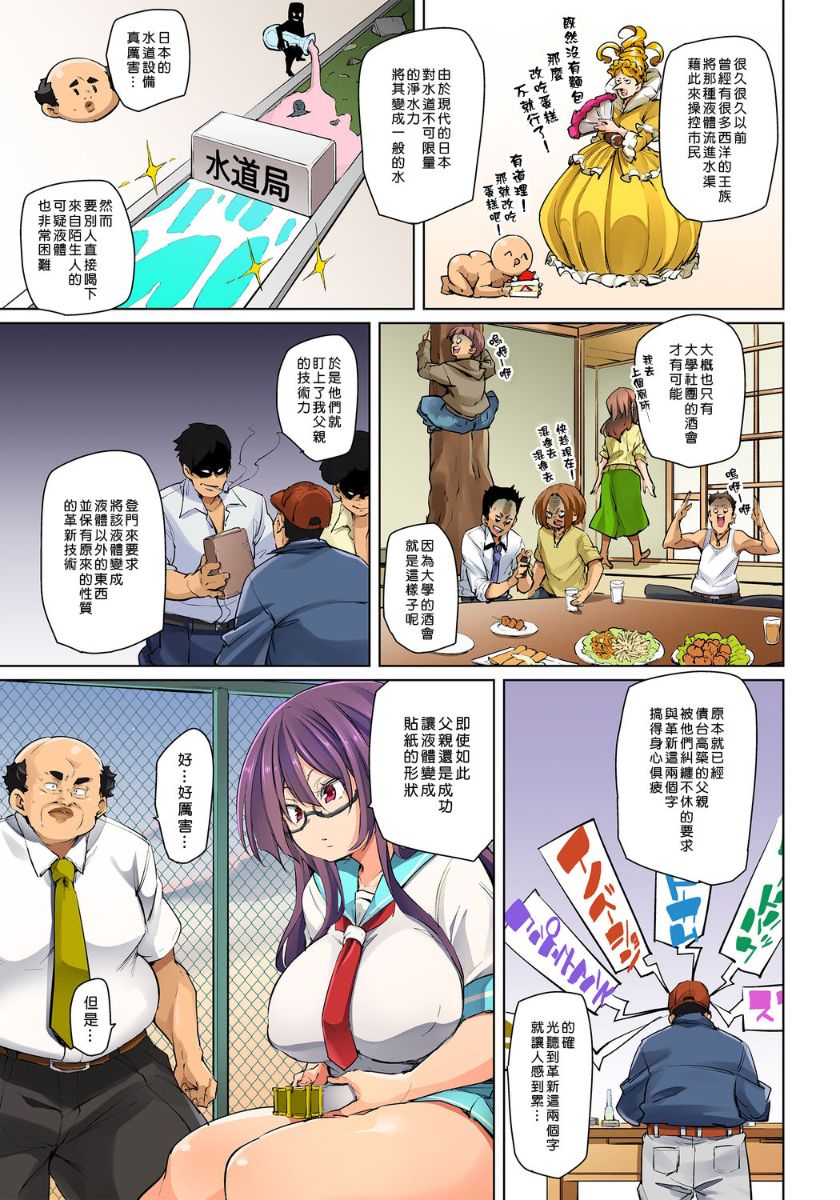 很久很久以前
曾經有很多西洋的王族
將那種液體流進水渠
藉此來操控市民
既然沒有麵包
那麼
改吃蛋糕
不就行了!
有道理!
那就改吃
蛋糕吧!
由於現代的日本
對水道不可限量
的淨水力
將其變成一般的水
日本的
水道設備
真厲害…
水道局
然而
要別人直接喝下
來自陌生人的
可疑液體
也非常困難
大概也只有
大學社團的酒會
才有可能
我去
上個廁所
嗚咿ー!
快趁現在!
混進去
混進去
嗚咿ー!
因為大學的酒會
就是這樣子呢
於是他們就
盯上了我父親
的技術力
登門來要求
將該液體變成
液體以外的東西
並保有原來的性質
的革新技術
原本就已經
債台高築的父親
被他們糾纏不休的要求
與革新這兩個字
搞得身心俱疲
的確
光聽到革新這兩個字
就讓人感到累…
即使如此
父親還是成功
讓液體變成
貼紙的形狀
好…好厲害…
但是…